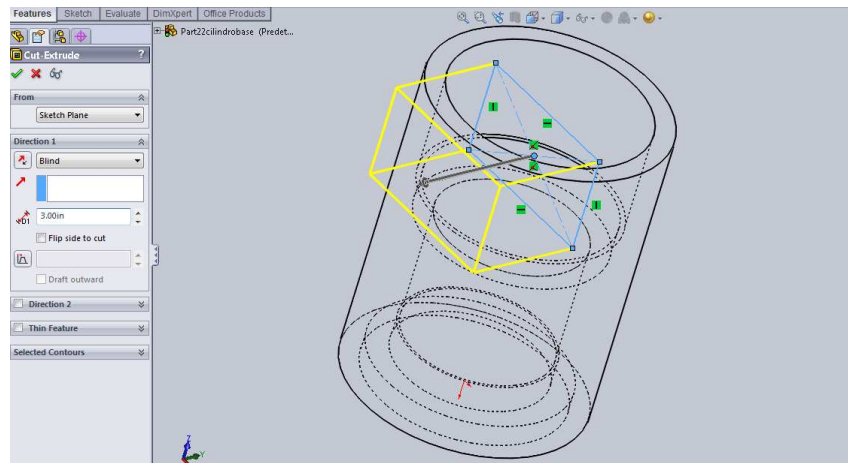 Features Sketch Evaluate DimXpert Office Products
Part22cilindrobase (Predet...
Cut-Extrude ?
From
Sketch Plane
Direction 1
Blind
D1 3.00in
Flip side to cut
Draft outward
Direction 2
Thin Feature
Selected Contours
Z
Y